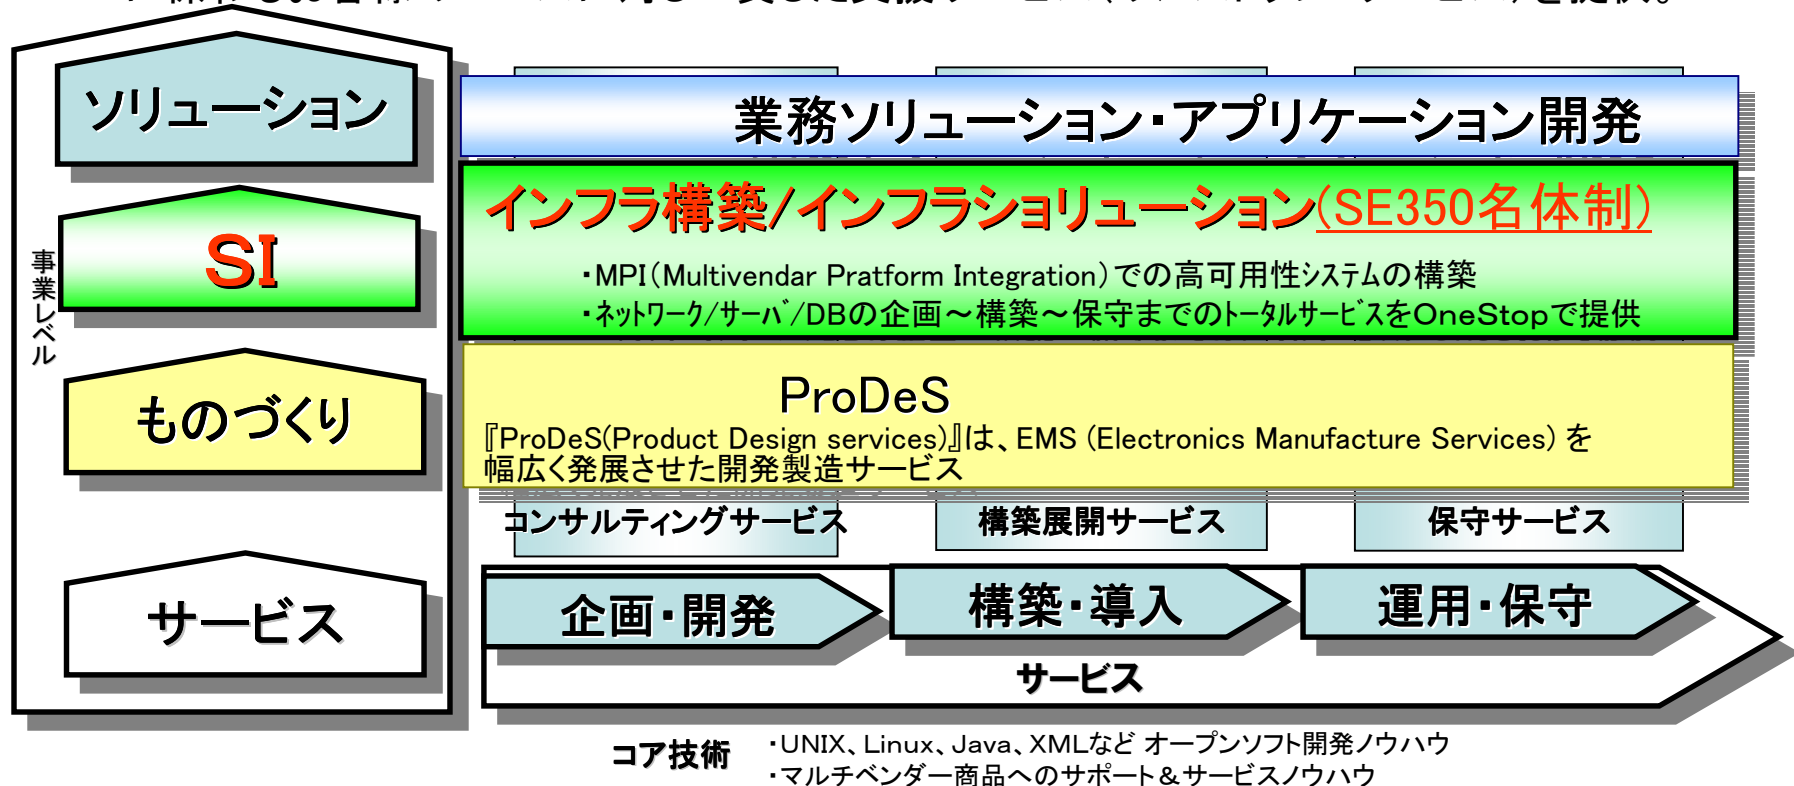 ソリューション
業務ソリューション・アプリケーション開発
事業レベル
SI
インフラ構築/インフラショリューション(SE350名体制)
・MPI(Multivendar Pratform Integration)での高可用性システムの構築
・ネットワーク/サーバ/DBの企画～構築～保守までのトータルサービスをOneStopで提供
ものづくり
ProDeS
『ProDeS(Product Design services)』は、EMS (Electronics Manufacture Services) を
幅広く発展させた開発製造サービス
コンサルティングサービス
構築展開サービス
保守サービス
サービス
企画・開発
構築・導入
運用・保守
サービス
コア技術
・UNIX、Linux、Java、XMLなど オープンソフト開発ノウハウ
・マルチベンダー商品へのサポート＆サービスノウハウ